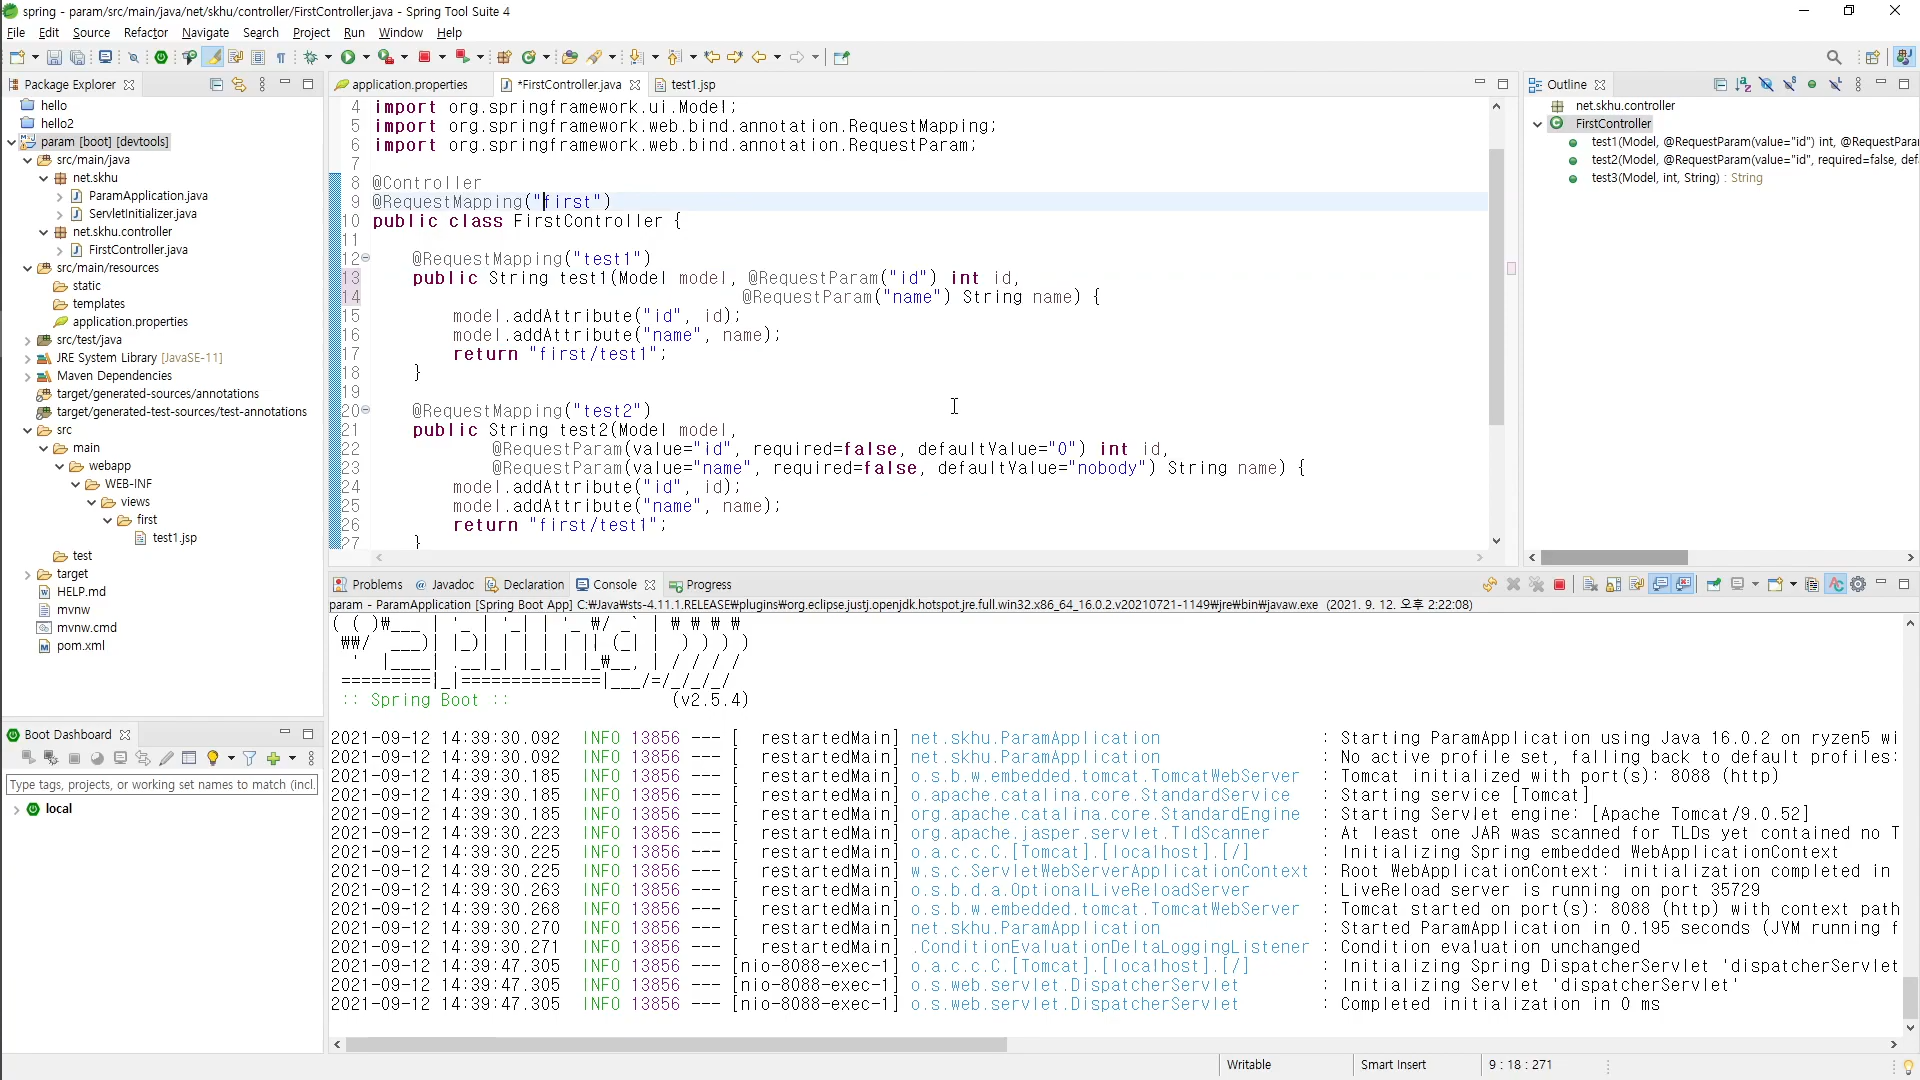 spring - param/src/main/java/net/skhu/controller/FirstController.java - Spring Tool Suite 4
File Edit Source Refactor Navigate Search Project Run Window Help
Package Explorer
hello
hello2
param [boot] [devtools]
src/main/java
net.skhu
ParamApplication.java
ServletInitializer.java
net.skhu.controller
FirstController.java
src/main/resources
static
templates
application.properties
src/test/java
JRE System Library [JavaSE-11]
Maven Dependencies
target/generated-sources/annotations
target/generated-test-sources/test-annotations
src
main
webapp
WEB-INF
views
first
test1.jsp
test
target
HELP.md
mvnw
mvnw.cmd
pom.xml
Boot Dashboard
Type tags, projects, or working set names to match (incl.
local
application.properties *FirstController.java test1.jsp
4 import org.springframework.ui.Model;
5 import org.springframework.web.bind.annotation.RequestMapping;
6 import org.springframework.web.bind.annotation.RequestParam;
7
8 @Controller
9 @RequestMapping("first")
10 public class FirstController {
11
12 @RequestMapping("test1")
13 public String test1(Model model, @RequestParam("id") int id,
14 @RequestParam("name") String name) {
15 model.addAttribute("id", id);
16 model.addAttribute("name", name);
17 return "first/test1";
18 }
19
20 @RequestMapping("test2")
21 public String test2(Model model,
22 @RequestParam(value="id", required=false, defaultValue="0") int id,
23 @RequestParam(value="name", required=false, defaultValue="nobody") String name) {
24 model.addAttribute("id", id);
25 model.addAttribute("name", name);
26 return "first/test1";
27 }
Outline
net.skhu.controller
FirstController
test1(Model, @RequestParam(value="id") int, @RequestPara
test2(Model, @RequestParam(value="id", required=false, def
test3(Model, int, String) : String
Problems @ Javadoc Declaration Console Progress
param - ParamApplication [Spring Boot App] C:₩Java₩sts-4.11.1.RELEASE₩plugins₩org.eclipse.justj.openjdk.hotspot.jre.full.win32.x86_64_16.0.2.v20210721-1149₩jre₩bin₩javaw.exe (2021. 9. 12. 오후 2:22:08)
:: Spring Boot :: (v2.5.4)
2021-09-12 14:39:30.092 INFO 13856 --- [ restartedMain] net.skhu.ParamApplication : Starting ParamApplication using Java 16.0.2 on ryzen5 wi
2021-09-12 14:39:30.092 INFO 13856 --- [ restartedMain] net.skhu.ParamApplication : No active profile set, falling back to default profiles:
2021-09-12 14:39:30.185 INFO 13856 --- [ restartedMain] o.s.b.w.embedded.tomcat.TomcatWebServer : Tomcat initialized with port(s): 8088 (http)
2021-09-12 14:39:30.185 INFO 13856 --- [ restartedMain] o.apache.catalina.core.StandardService : Starting service [Tomcat]
2021-09-12 14:39:30.185 INFO 13856 --- [ restartedMain] org.apache.catalina.core.StandardEngine : Starting Servlet engine: [Apache Tomcat/9.0.52]
2021-09-12 14:39:30.223 INFO 13856 --- [ restartedMain] org.apache.jasper.servlet.TldScanner : At least one JAR was scanned for TLDs yet contained no T
2021-09-12 14:39:30.225 INFO 13856 --- [ restartedMain] o.a.c.c.C.[Tomcat].[localhost].[/] : Initializing Spring embedded WebApplicationContext
2021-09-12 14:39:30.225 INFO 13856 --- [ restartedMain] w.s.c.ServletWebServerApplicationContext : Root WebApplicationContext: initialization completed in
2021-09-12 14:39:30.263 INFO 13856 --- [ restartedMain] o.s.b.d.a.OptionalLiveReloadServer : LiveReload server is running on port 35729
2021-09-12 14:39:30.268 INFO 13856 --- [ restartedMain] o.s.b.w.embedded.tomcat.TomcatWebServer : Tomcat started on port(s): 8088 (http) with context path
2021-09-12 14:39:30.270 INFO 13856 --- [ restartedMain] net.skhu.ParamApplication : Started ParamApplication in 0.195 seconds (JVM running f
2021-09-12 14:39:30.271 INFO 13856 --- [ restartedMain] .ConditionEvaluationDeltaLoggingListener : Condition evaluation unchanged
2021-09-12 14:39:47.305 INFO 13856 --- [nio-8088-exec-1] o.a.c.c.C.[Tomcat].[localhost].[/] : Initializing Spring DispatcherServlet 'dispatcherServlet
2021-09-12 14:39:47.305 INFO 13856 --- [nio-8088-exec-1] o.s.web.servlet.DispatcherServlet : Initializing Servlet 'dispatcherServlet'
2021-09-12 14:39:47.305 INFO 13856 --- [nio-8088-exec-1] o.s.web.servlet.DispatcherServlet : Completed initialization in 0 ms
Writable Smart Insert 9 : 18 : 271